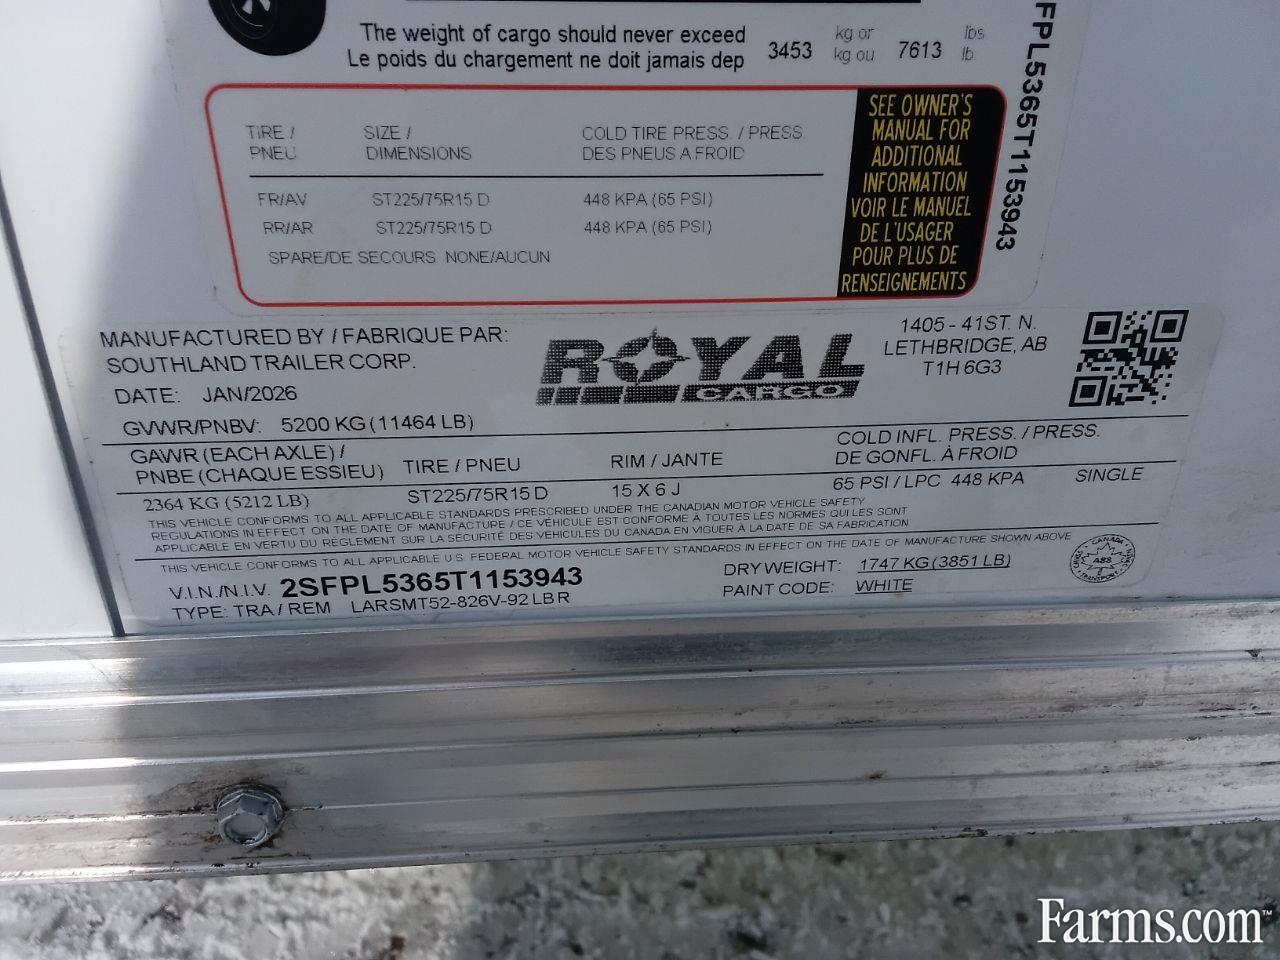 The weight of cargo should never exceed
Le poids du chargement ne doit jamais dep
3453 kg or kg ou 7613 lbs lb
TIRE / PNEU
SIZE / DIMENSIONS
COLD TIRE PRESS. / PRESS.
DES PNEUS A FROID
FR/AV ST225/75R15 D 448 KPA (65 PSI)
RR/AR ST225/75R15 D 448 KPA (65 PSI)
SPARE/DE SECOURS NONE/AUCUN
SEE OWNER'S
MANUAL FOR
ADDITIONAL
INFORMATION
VOIR LE MANUEL
DE L'USAGER
POUR PLUS DE
RENSEIGNEMENTS
FPL5365T1153943
MANUFACTURED BY / FABRIQUE PAR:
SOUTHLAND TRAILER CORP.
DATE: JAN/2026
GVWR/PNBV: 5200 KG (11464 LB)
ROYAL
CARGO
1405 - 41ST. N.
LETHBRIDGE, AB
T1H 6G3
GAWR (EACH AXLE) /
PNBE (CHAQUE ESSIEU)
TIRE / PNEU
RIM / JANTE
COLD INFL. PRESS. / PRESS.
DE GONFL. À FROID
2364 KG (5212 LB) ST225/75R15 D 15 X 6 J 65 PSI / LPC 448 KPA SINGLE
THIS VEHICLE CONFORMS TO ALL APPLICABLE STANDARDS PRESCRIBED UNDER THE CANADIAN MOTOR VEHICLE SAFETY
REGULATIONS IN EFFECT ON THE DATE OF MANUFACTURE / CE VÉHICULE EST CONFORME À TOUTES LES NORMES QUI LES SONT
APPLICABLE EN VERTU DU RÉGLEMENT SUR LA SÉCURITÉ DES VÉHICULES DU CANADA EN VIGUER À LA DATE DE SA FABRICATION
THIS VEHICLE CONFORMS TO ALL APPLICABLE U.S. FEDERAL MOTOR VEHICLE SAFETY STANDARDS IN EFFECT ON THE DATE OF MANUFACTURE SHOWN ABOVE
V.I.N./N.I.V. 2SFPL5365T1153943
TYPE: TRA / REM LARSMT52-826V-92 LB R
DRY WEIGHT: 1747 KG (3851 LB)
PAINT CODE: WHITE
CANADA
TRANSPORT
Farms.com™